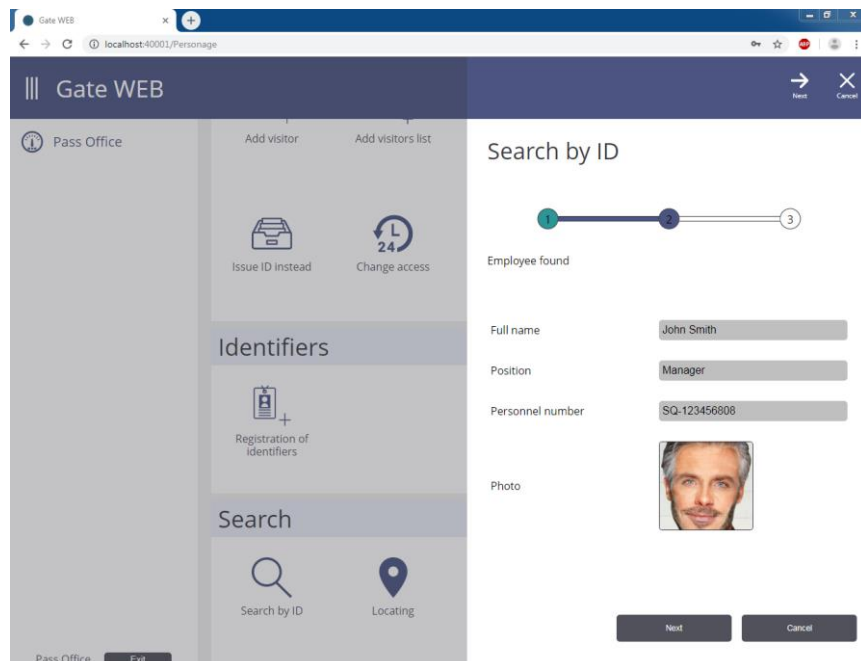 Gate WEB
localhost:40001/Personage
ABP
Gate WEB
Next
Cancel
Pass Office
Add visitor
Add visitors list
Issue ID instead
L
24
Change access
Identifiers
Registration of
identifiers
Search
Search by ID
Locating
Pass Office
Exit
Search by ID
1
2
3
Employee found
Full name
John Smith
Position
Manager
Personnel number
SQ-123456808
Photo
Next
Cancel